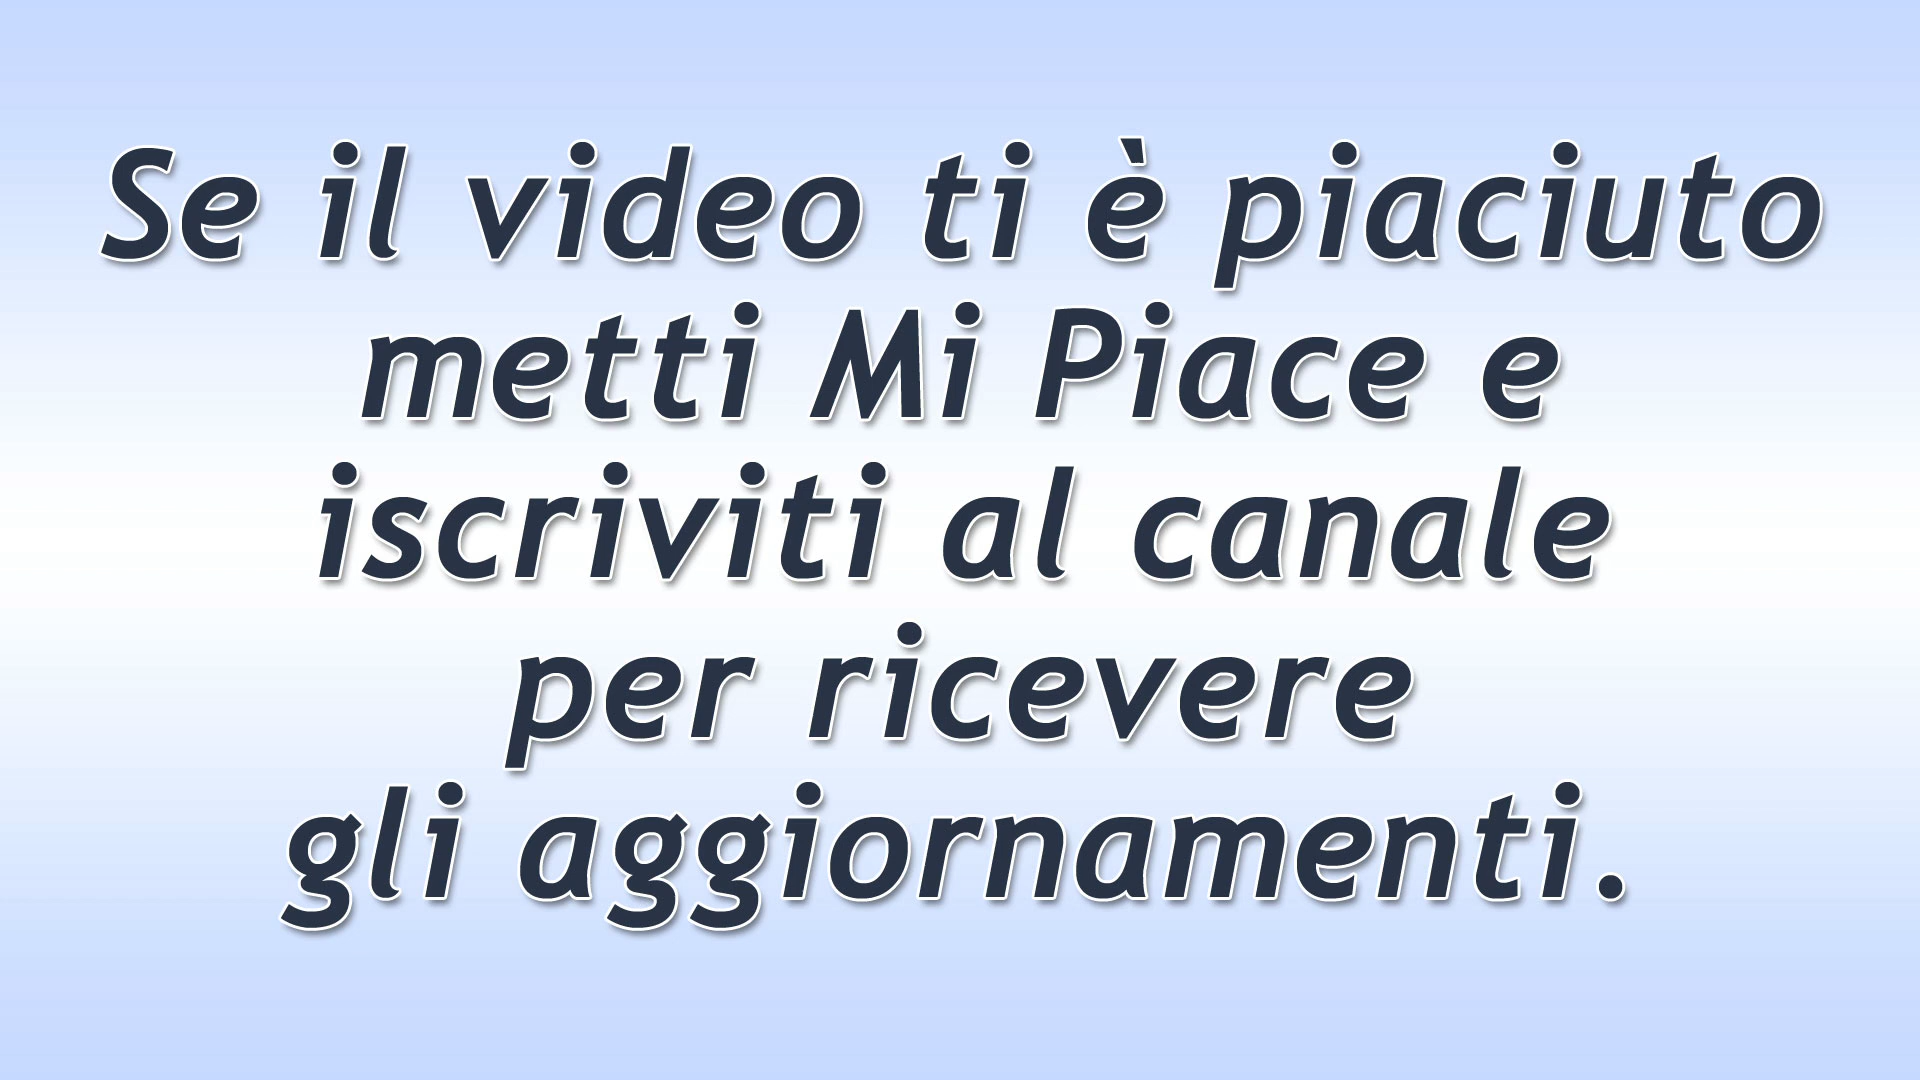 Se il video ti è piaciuto
metti Mi Piace e
iscriviti al canale
per ricevere
gli aggiornamenti.